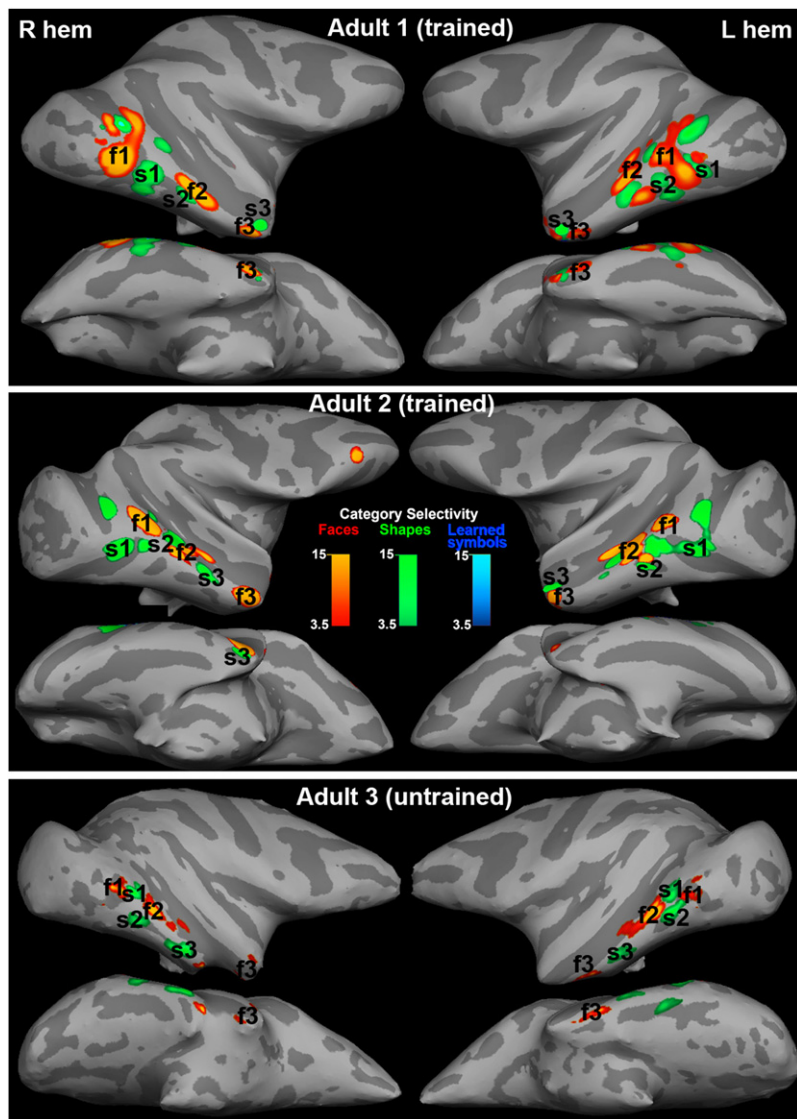 R hem Adult 1 (trained) L hem
f1 f1
s1 s1
s2 f2 f2 s2
s3 s3
f3 f3
f3 f3
Adult 2 (trained)
Category Selectivity
Faces Shapes Learned symbols
15 15 15
3.5 3.5 3.5
f1 f1
s1 s2 f2 f2 s1
s3 s2
s3
f3 f3
s3
Adult 3 (untrained)
f1 s1 s1 f1
s2 f2 f2 s2
s3 s3
f3 f3
f3 f3